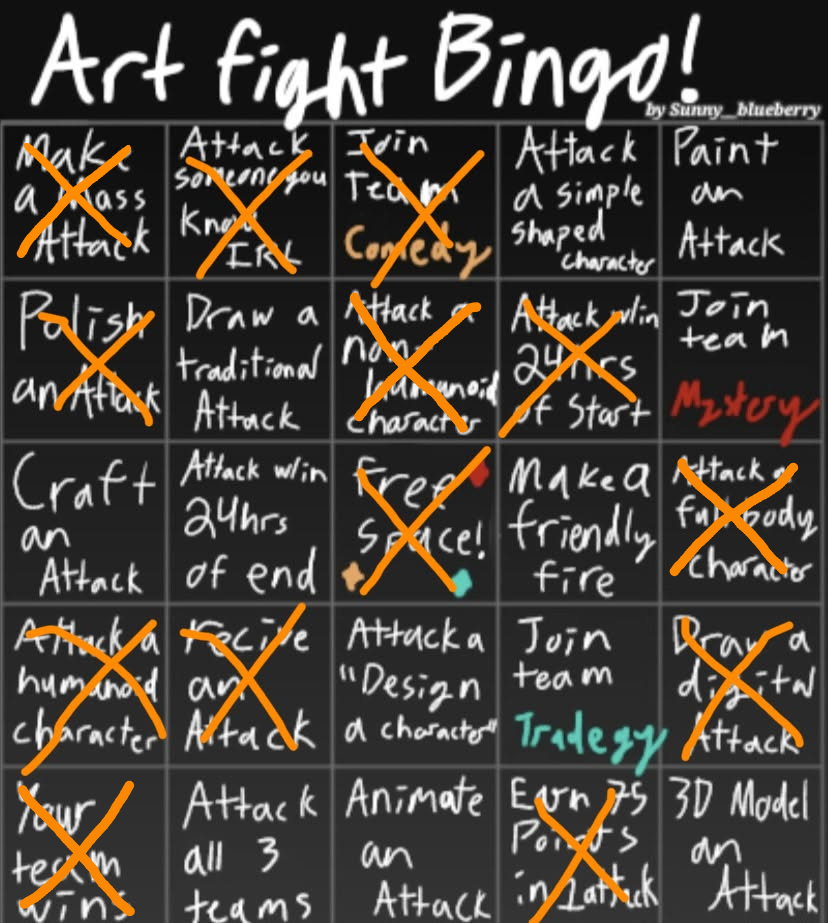 Art fight Bingo!
by Sunny__blueberry
Make
a Mass
Attack
Attack
someone you
Know
IRL
Join
Team
Comedy
Attack
a simple
shaped
character
Paint
an
Attack
Polish
an Attack
Draw a
traditional
Attack
Attack a
non-
humanoid
character
Attack w/in
24hrs
of Start
Join
team
Mystery
Craft
an
Attack
Attack w/in
24hrs
of end
Free
Space!
Make a
friendly
fire
Attack a
full body
character
Attack a
humanoid
character
recive
an
Attack
Attack a
"Design
a character"
Join
team
Tradegy
Draw a
digital
Attack
Your
team
wins
Attack
all 3
teams
Animate
an
Attack
Earn 75
Points
in 1 attack
3D Model
an
Attack